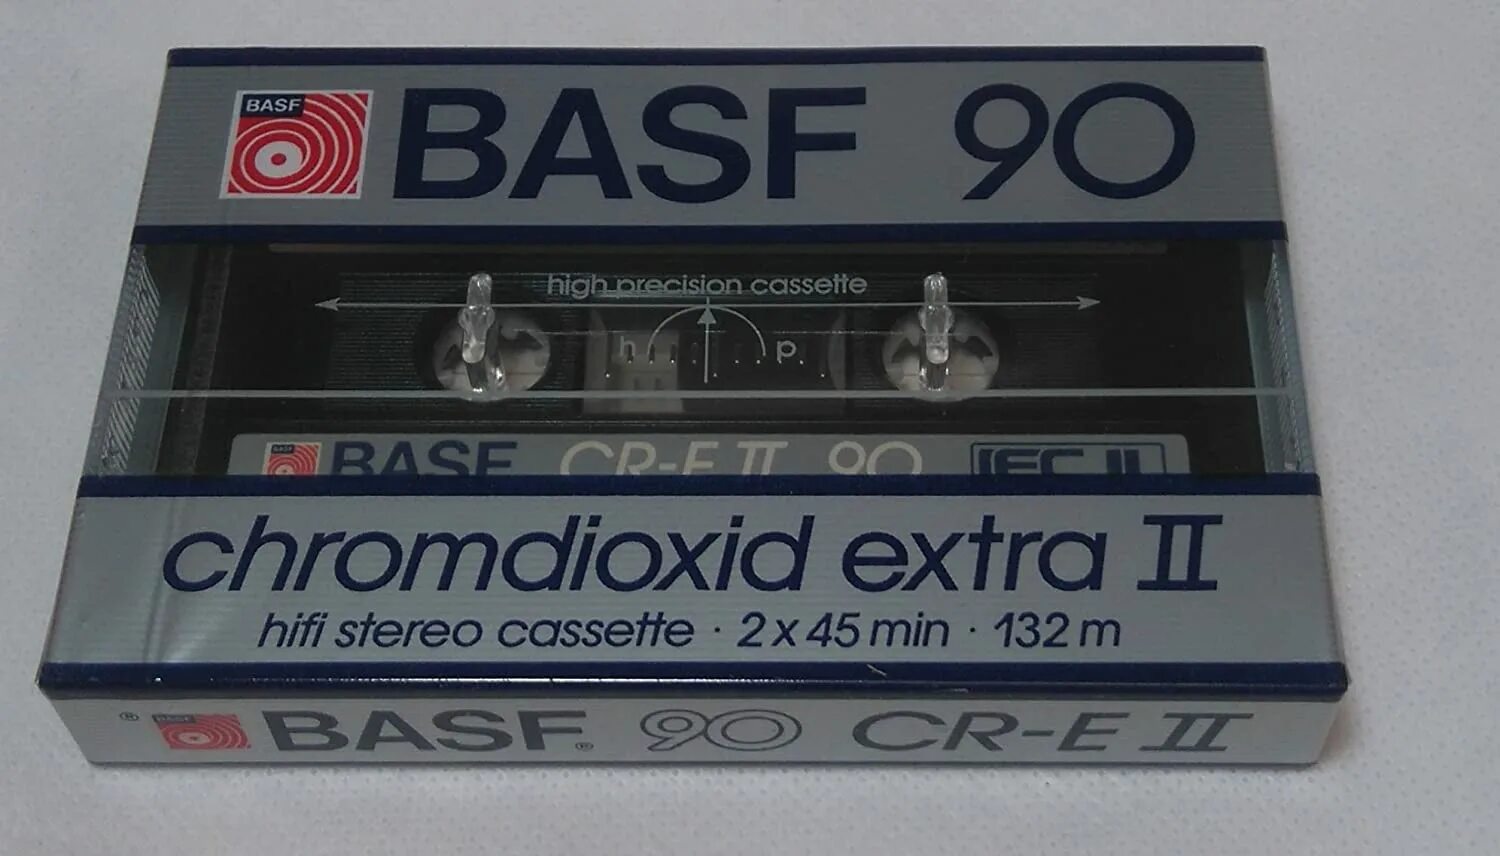 BASF
BASF 90
high precision cassette
h. p.
BASF
BASF CR-E II 90 IEC II
chromdioxid extra II
hifi stereo cassette · 2 x 45 min · 132 m
® BASF
BASF® 90 CR-E II